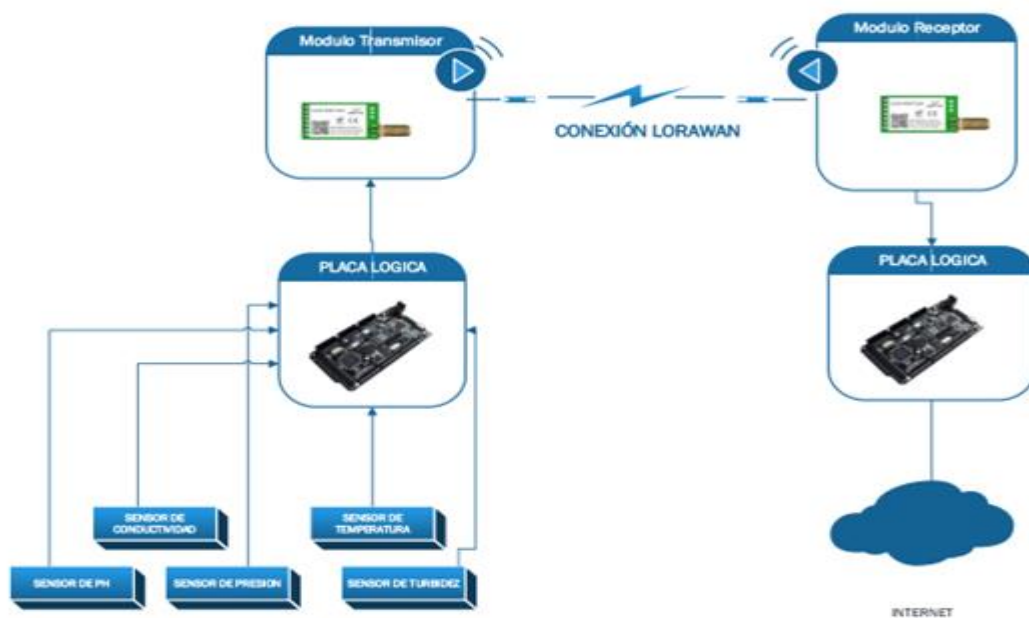 Modulo Transmisor
Modulo Receptor
CONEXIÓN LORAWAN
PLACA LOGICA
PLACA LOGICA
SENSOR DE
CONDUCTIVIDAD
SENSOR DE
TEMPERATURA
SENSOR DE PH
SENSOR DE PRESION
SENSOR DE TURBIDEZ
INTERNET